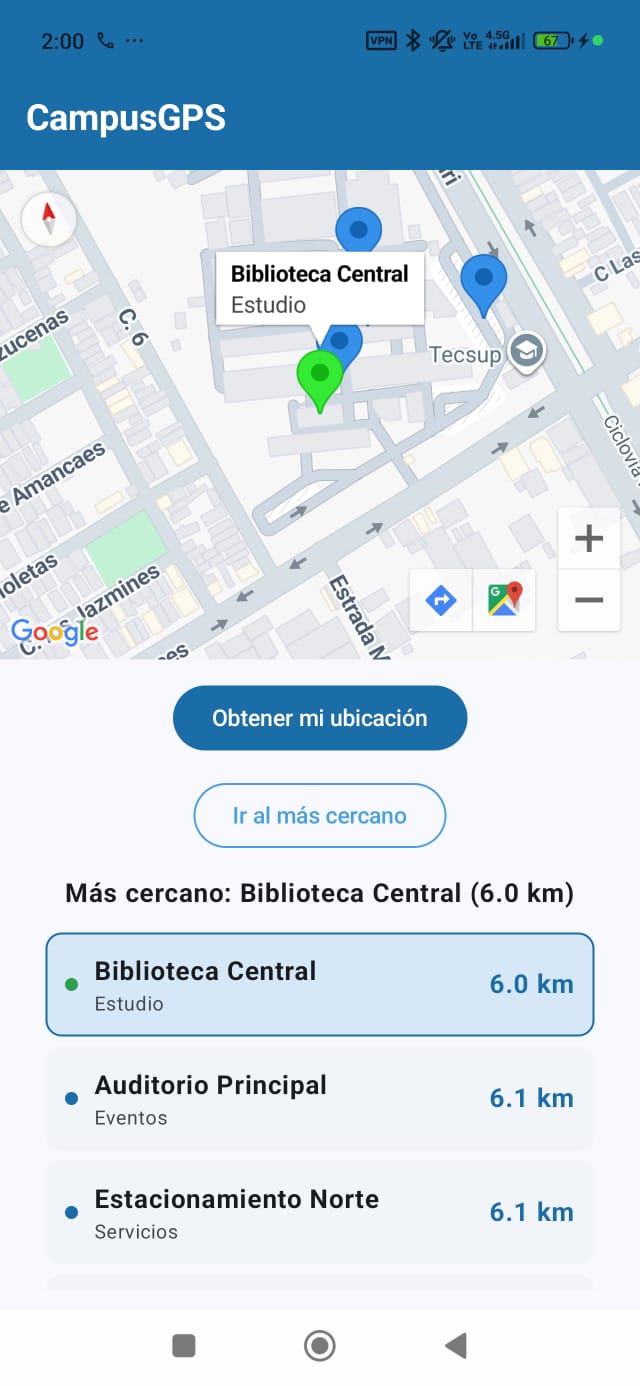 2:00
VPN
Vo
LTE
4.5G
67
CampusGPS
C. 6
C Las
Biblioteca Central
Estudio
Tecsup
Ciclovía
e Amancaes
C. Jazmines
Estrada M
Google
Obtener mi ubicación
Ir al más cercano
Más cercano: Biblioteca Central (6.0 km)
Biblioteca Central
Estudio
6.0 km
Auditorio Principal
Eventos
6.1 km
Estacionamiento Norte
Servicios
6.1 km